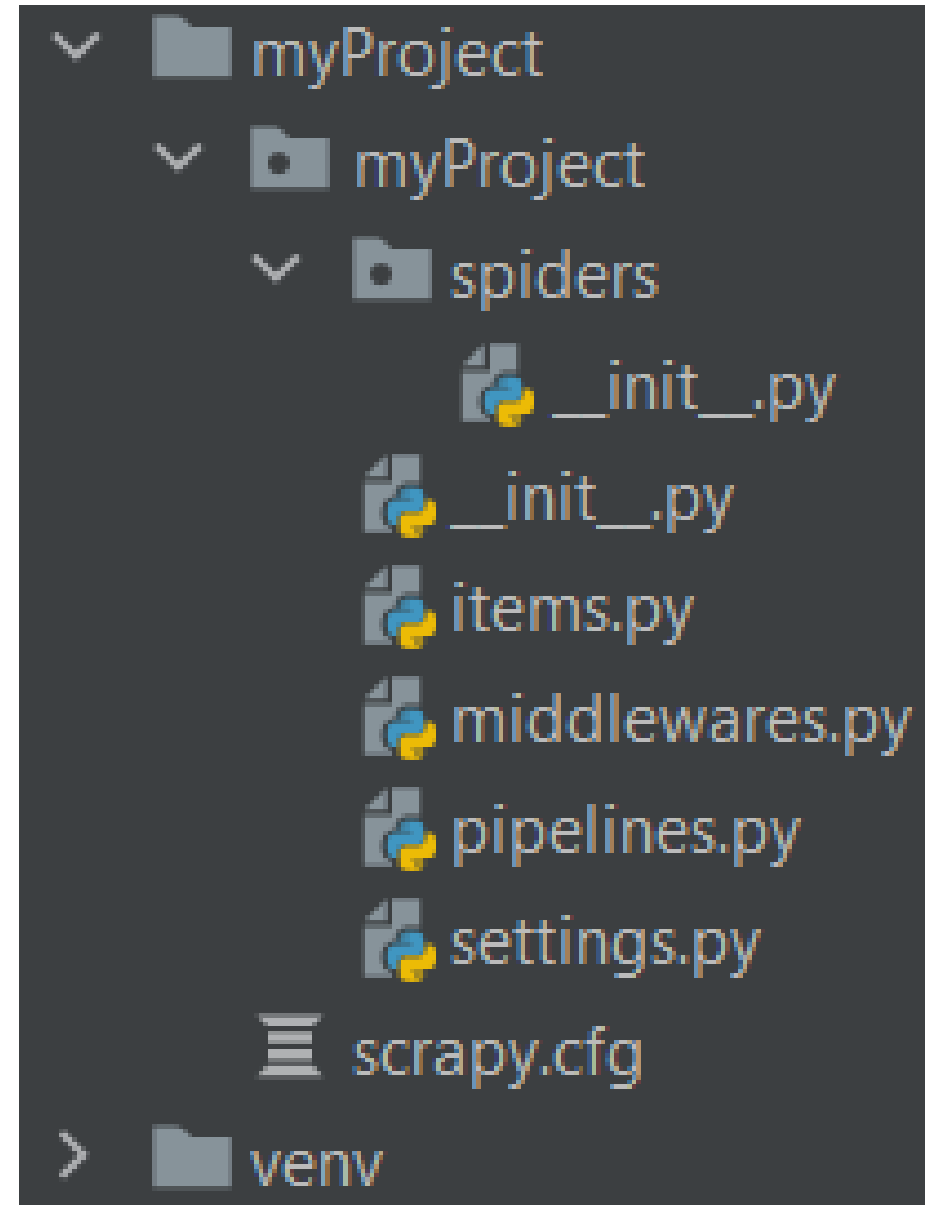 myProject
myProject
spiders
__init__.py
__init__.py
items.py
middlewares.py
pipelines.py
settings.py
scrapy.cfg
venv